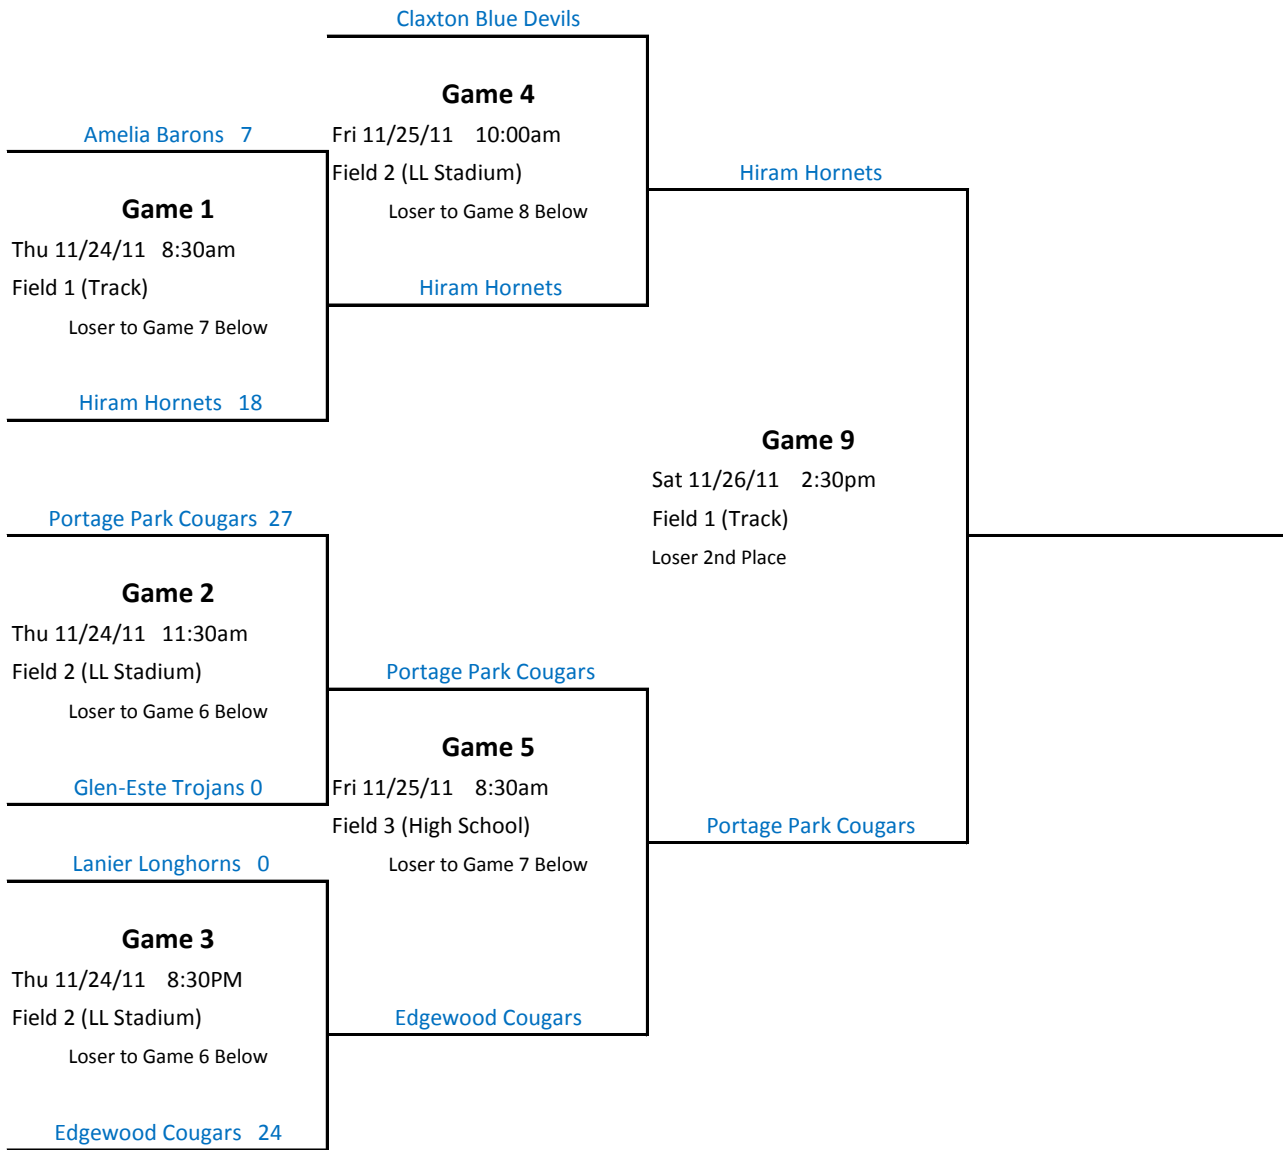 Claxton Blue Devils
Game 4
Fri 11/25/11 10:00am
Field 2 (LL Stadium)
Loser to Game 8 Below
Hiram Hornets
Amelia Barons 7
Game 1
Thu 11/24/11 8:30am
Field 1 (Track)
Loser to Game 7 Below
Hiram Hornets 18
Hiram Hornets
Game 9
Sat 11/26/11 2:30pm
Field 1 (Track)
Loser 2nd Place
Portage Park Cougars 27
Game 2
Thu 11/24/11 11:30am
Field 2 (LL Stadium)
Loser to Game 6 Below
Glen-Este Trojans 0
Portage Park Cougars
Game 5
Fri 11/25/11 8:30am
Field 3 (High School)
Loser to Game 7 Below
Edgewood Cougars
Portage Park Cougars
Lanier Longhorns 0
Game 3
Thu 11/24/11 8:30PM
Field 2 (LL Stadium)
Loser to Game 6 Below
Edgewood Cougars 24